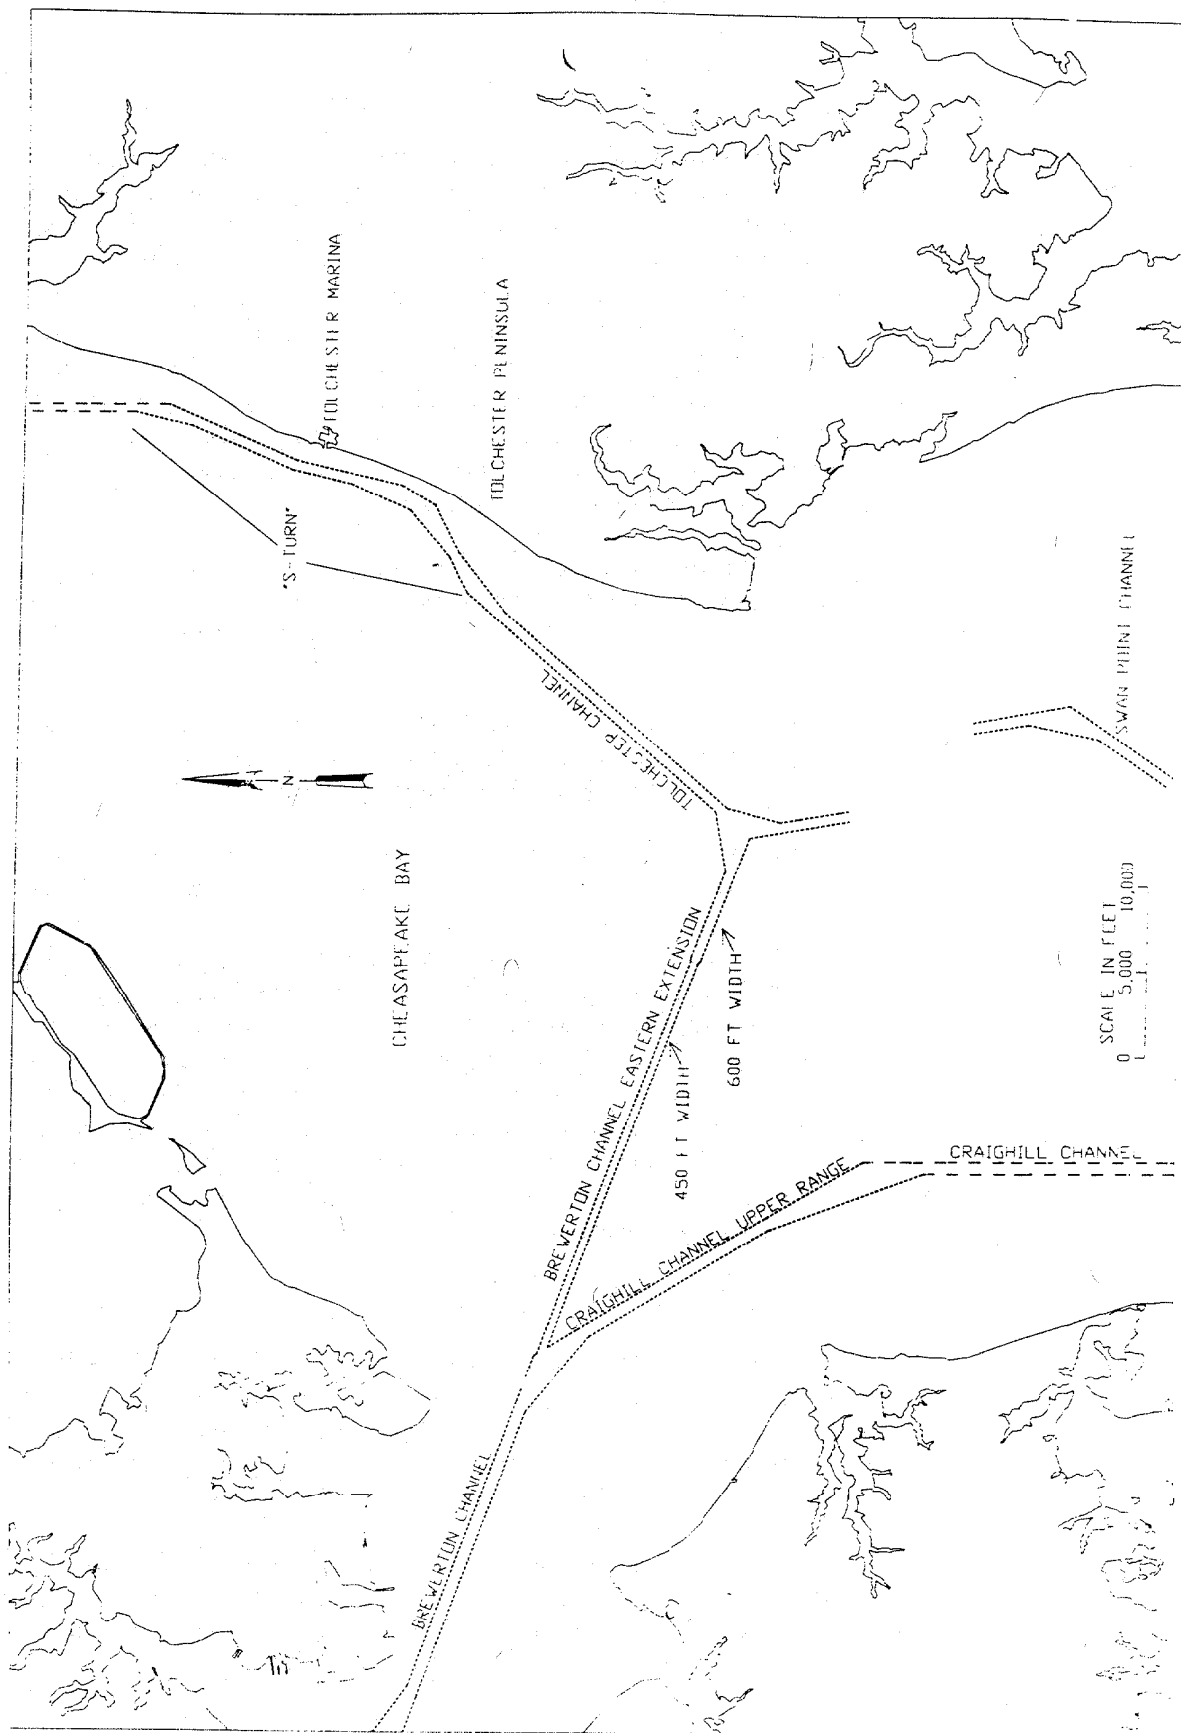 TOLCHESTER MARINA
TOLCHESTER PENINSULA
"S-TURN"
TOLCHESTER CHANNEL
N
CHEASAPEAKE BAY
SWAN POINT CHANNEL
BREWERTON CHANNEL EASTERN EXTENSION
600 FT WIDTH
450 FT WIDTH
SCALE IN FEET
0 5,000 10,000
CRAIGHILL CHANNEL
CRAIGHILL CHANNEL UPPER RANGE
BREWERTON CHANNEL